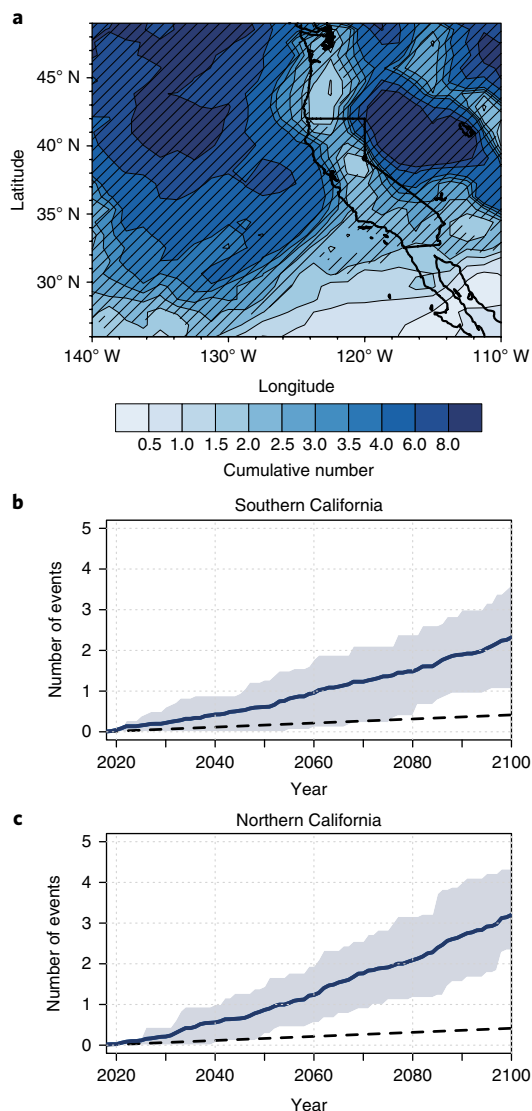 a
45° N
40° N
35° N
30° N
Latitude
140° W 130° W 120° W 110° W
Longitude
0.5 1.0 1.5 2.0 2.5 3.0 3.5 4.0 6.0 8.0
Cumulative number
b
Southern California
5
4
3
2
1
0
Number of events
2020 2040 2060 2080 2100
Year
c
Northern California
5
4
3
2
1
0
Number of events
2020 2040 2060 2080 2100
Year